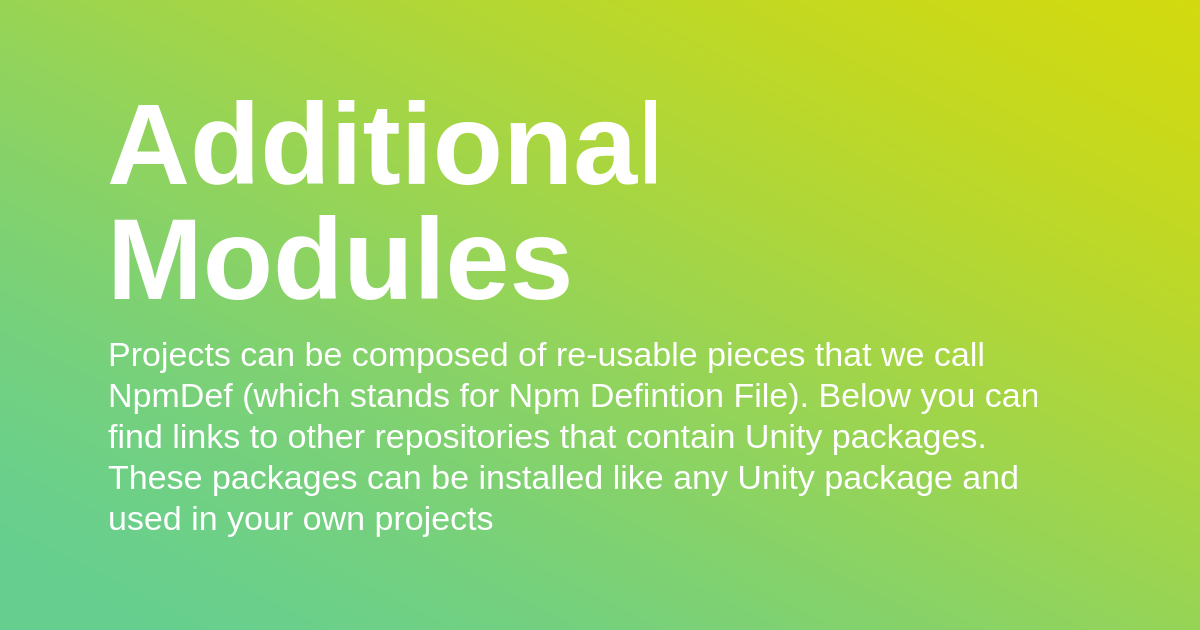 Additional
Modules
Projects can be composed of re-usable pieces that we call
NpmDef (which stands for Npm Defintion File). Below you can
find links to other repositories that contain Unity packages.
These packages can be installed like any Unity package and
used in your own projects